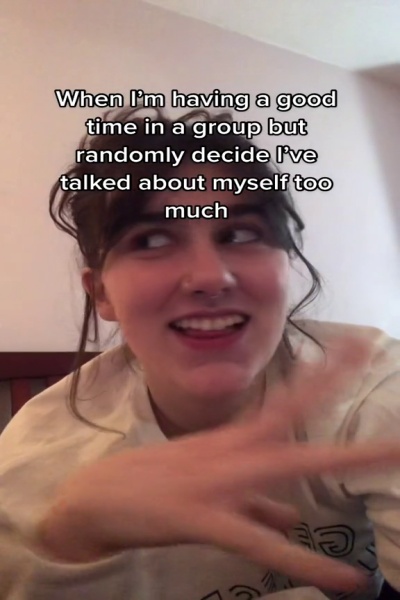 When I'm having a good
time in a group but
randomly decide I've
talked about myself too
much